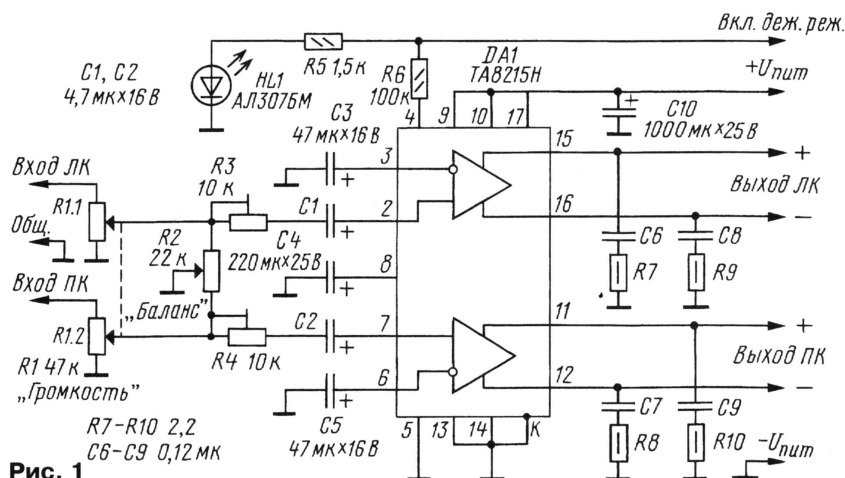 Вкл. деж. реж.
C1, C2
4,7 мк×16 В
HL1
АЛ307БМ
R5 1,5 к
R6
100 к
DA1
TA8215H
+Uпит
C3
47 мк×16 В
4
9
10
17
+
C10
1000 мк×25 В
15
+
Вход ЛК
R3
10 к
3
+
Выход ЛК
R1.1
C1
2
+
16
−
Общ.
R2
22 к
C4
220 мк×25 В
8
+
C6
C8
R7
R9
Вход ПК
„Баланс”
C2
7
+
11
+
R1.2
R4 10 к
Выход ПК
R1 47 к
„Громкость”
6
+
12
−
C5
47 мк×16 В
5
13
14
К
C7
C9
R7–R10 2,2
C6–C9 0,12 мк
R8
R10
−Uпит
Рис. 1